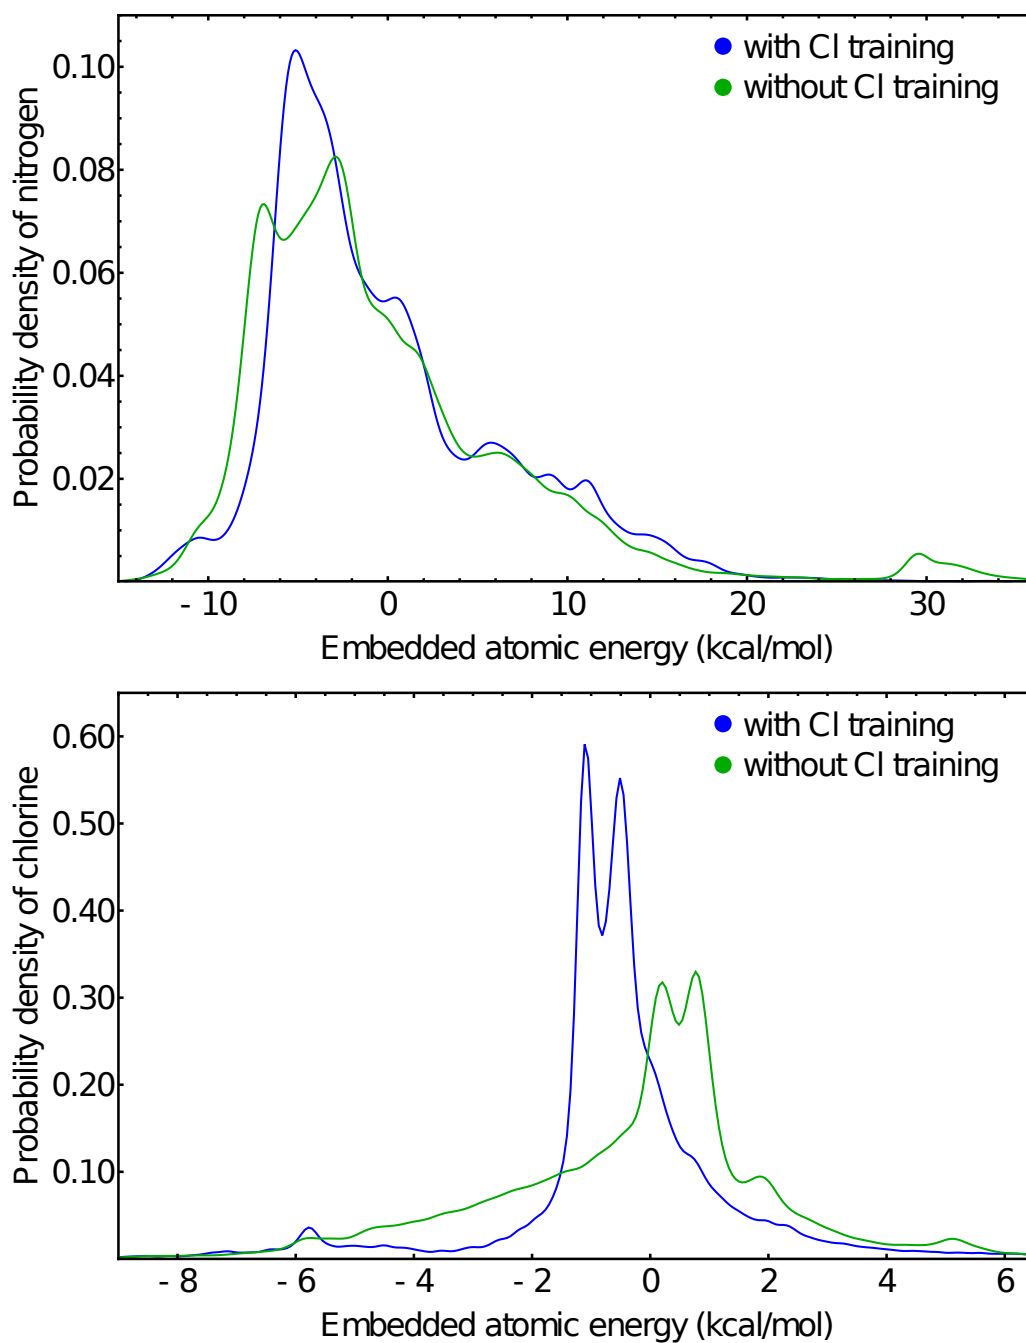 with Cl training
without Cl training
0.10
0.08
0.06
0.04
0.02
Probability density of nitrogen
- 10 0 10 20 30
Embedded atomic energy (kcal/mol)
with Cl training
without Cl training
0.60
0.50
0.40
0.30
0.20
0.10
Probability density of chlorine
- 8 - 6 - 4 - 2 0 2 4 6
Embedded atomic energy (kcal/mol)